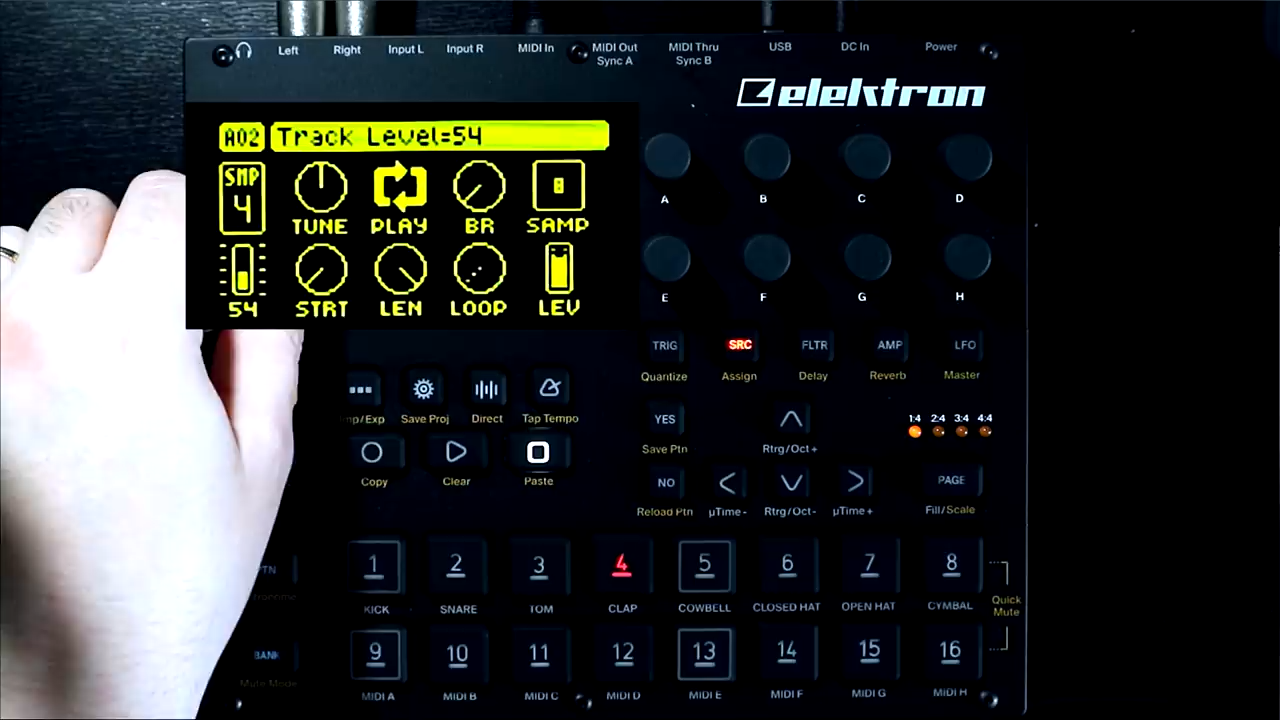 Left Right Input L Input R MIDI In MIDI Out Sync A MIDI Thru Sync B USB DC In Power
elektron
A02 Track Level=54
SMP 4 TUNE PLAY BR SAMP
54 STRT LEN LOOP LEV
A B C D
E F G H
TRIG SRC FLTR AMP LFO
Quantize Assign Delay Reverb Master
Save Proj Direct Tap Tempo
YES
Save Ptn Rtrg/Oct+
1:4 2:4 3:4 4:4
Copy Clear Paste
NO PAGE
Reload Ptn µTime- Rtrg/Oct- µTime+ Fill/Scale
1 2 3 4 5 6 7 8
KICK SNARE TOM CLAP COWBELL CLOSED HAT OPEN HAT CYMBAL
Quick Mute
BANK 9 10 11 12 13 14 15 16
Mute Mode
MIDI A MIDI B MIDI C MIDI D MIDI E MIDI F MIDI G MIDI H